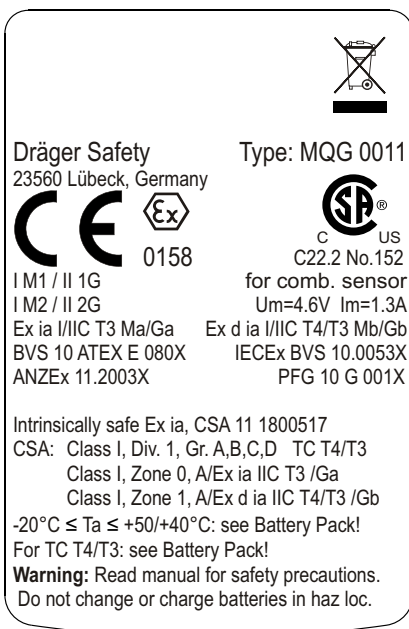 Dräger Safety Type: MQG 0011
23560 Lübeck, Germany
CE Ex 0158
CSA ®
C US
C22.2 No.152
I M1 / II 1G for comb. sensor
I M2 / II 2G Um=4.6V Im=1.3A
Ex ia I/IIC T3 Ma/Ga Ex d ia I/IIC T4/T3 Mb/Gb
BVS 10 ATEX E 080X IECEx BVS 10.0053X
ANZEx 11.2003X PFG 10 G 001X
Intrinsically safe Ex ia, CSA 11 1800517
CSA: Class I, Div. 1, Gr. A,B,C,D TC T4/T3
Class I, Zone 0, A/Ex ia IIC T3 /Ga
Class I, Zone 1, A/Ex d ia IIC T4/T3 /Gb
-20°C ≤ Ta ≤ +50/+40°C: see Battery Pack!
For TC T4/T3: see Battery Pack!
Warning: Read manual for safety precautions.
Do not change or charge batteries in haz loc.